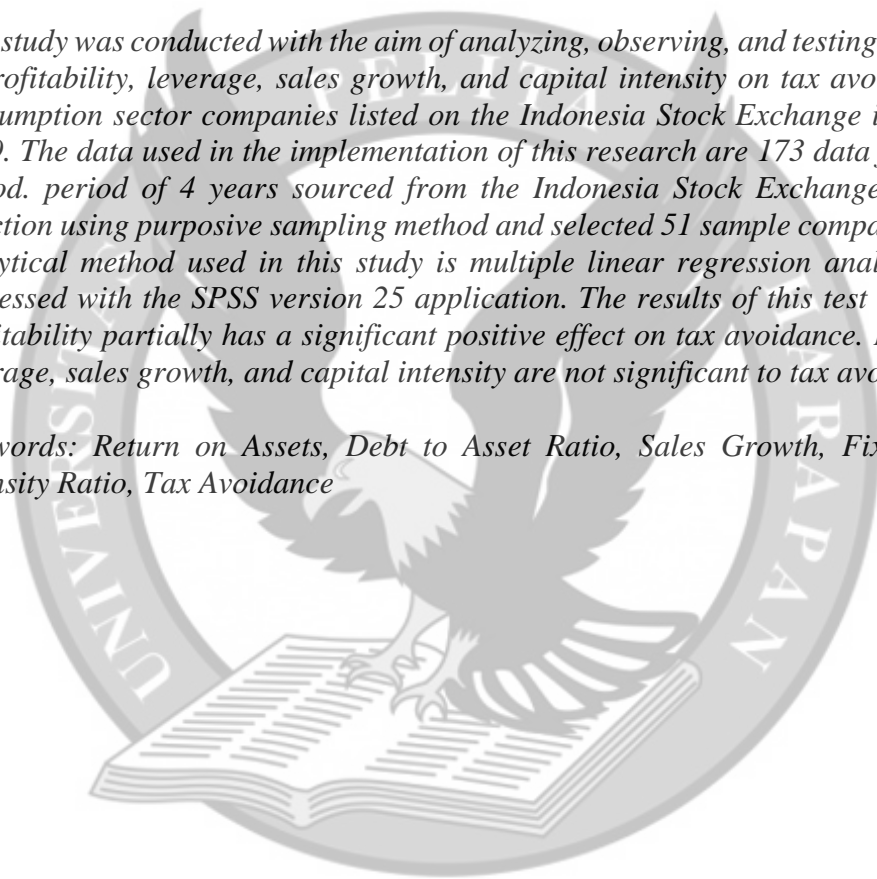 study was conducted with the aim of analyzing, observing, and testing
rofitability, leverage, sales growth, and capital intensity on tax avo
umption sector companies listed on the Indonesia Stock Exchange i
). The data used in the implementation of this research are 173 data
od. period of 4 years sourced from the Indonesia Stock Exchange
ction using purposive sampling method and selected 51 sample compa
ytical method used in this study is multiple linear regression anal
essed with the SPSS version 25 application. The results of this test
itability partially has a significant positive effect on tax avoidance.
rage, sales growth, and capital intensity are not significant to tax avo
words: Return on Assets, Debt to Asset Ratio, Sales Growth, Fix
nsity Ratio, Tax Avoidance
UNIVERSITAS PELITA HARAPAN